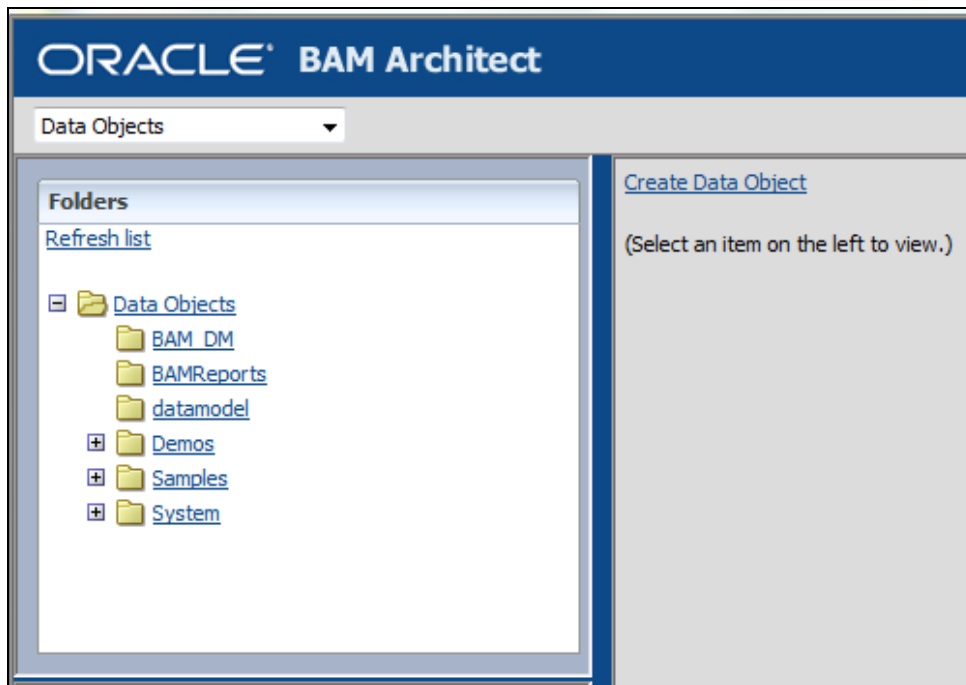 ORACLE BAM Architect
Data Objects
Folders
Refresh list
Data Objects
BAM_DM
BAMReports
datamodel
Demos
Samples
System
Create Data Object
(Select an item on the left to view.)